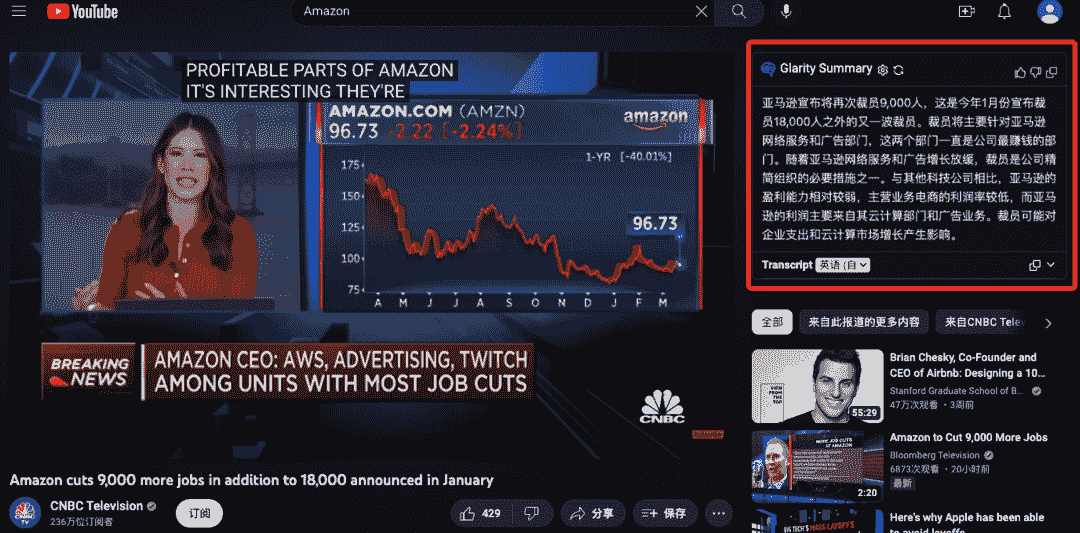 YouTube
Amazon
PROFITABLE PARTS OF AMAZON
IT'S INTERESTING THEY'RE
AMAZON.COM (AMZN)
96.73 -2.22 [-2.24%]
amazon
1-YR [-40.01%]
175
150
125
100
75
96.73
A M J J A S O N D J F M
BREAKING NEWS
AMAZON CEO: AWS, ADVERTISING, TWITCH
AMONG UNITS WITH MOST JOB CUTS
CNBC
Amazon cuts 9,000 more jobs in addition to 18,000 announced in January
CNBC TV
CNBC Television
236万位订阅者
订阅
429
分享
保存
Glarity Summary
亚马逊宣布将再次裁员9,000人，这是今年1月份宣布裁
员18,000人之外的又一波裁员。裁员将主要针对亚马逊
网络服务和广告部门，这两个部门一直是公司最赚钱的部
门。随着亚马逊网络服务和广告增长放缓，裁员是公司精
简组织的必要措施之一。与其他科技公司相比，亚马逊的
盈利能力相对较弱，主营业务电商的利润率较低，而亚马
逊的利润主要来自其云计算部门和广告业务。裁员可能对
企业支出和云计算市场增长产生影响。
Transcript 英语 (自
全部
来自此报道的更多内容
来自CNBC Telev
VIEW FROM THE TOP
55:29
Brian Chesky, Co-Founder and
CEO of Airbnb: Designing a 10...
Stanford Graduate School of B...
47万次观看 · 3周前
MORE JOB CUTS
AT AMAZON
2:20
Amazon to Cut 9,000 More Jobs
Bloomberg Television
6873次观看 · 20小时前
最新
BIG TECH'S MASS LAYOFFS
Here's why Apple has been able
to avoid layoffs